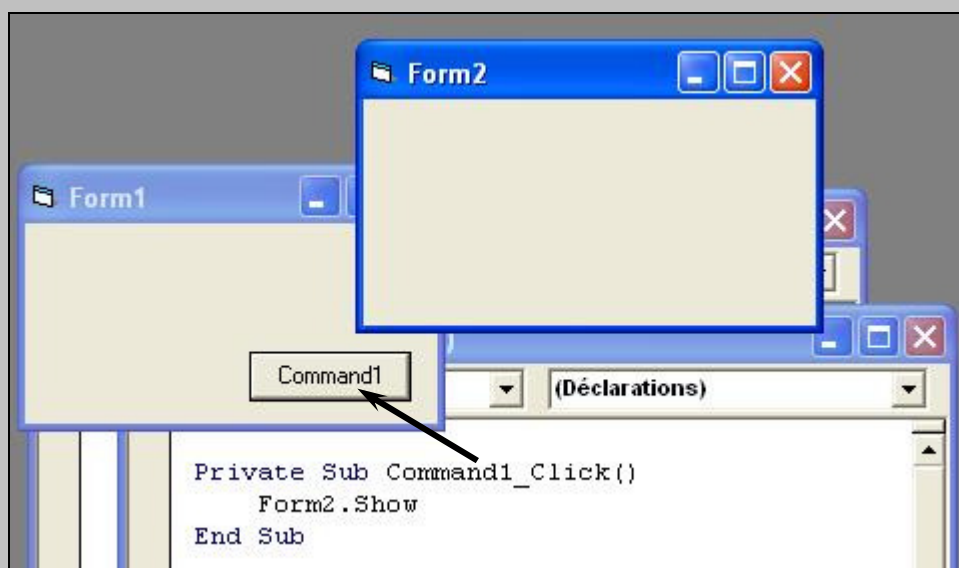 Form2
Form1
Command1
(Déclarations)
Private Sub Command1_Click()
Form2.Show
End Sub